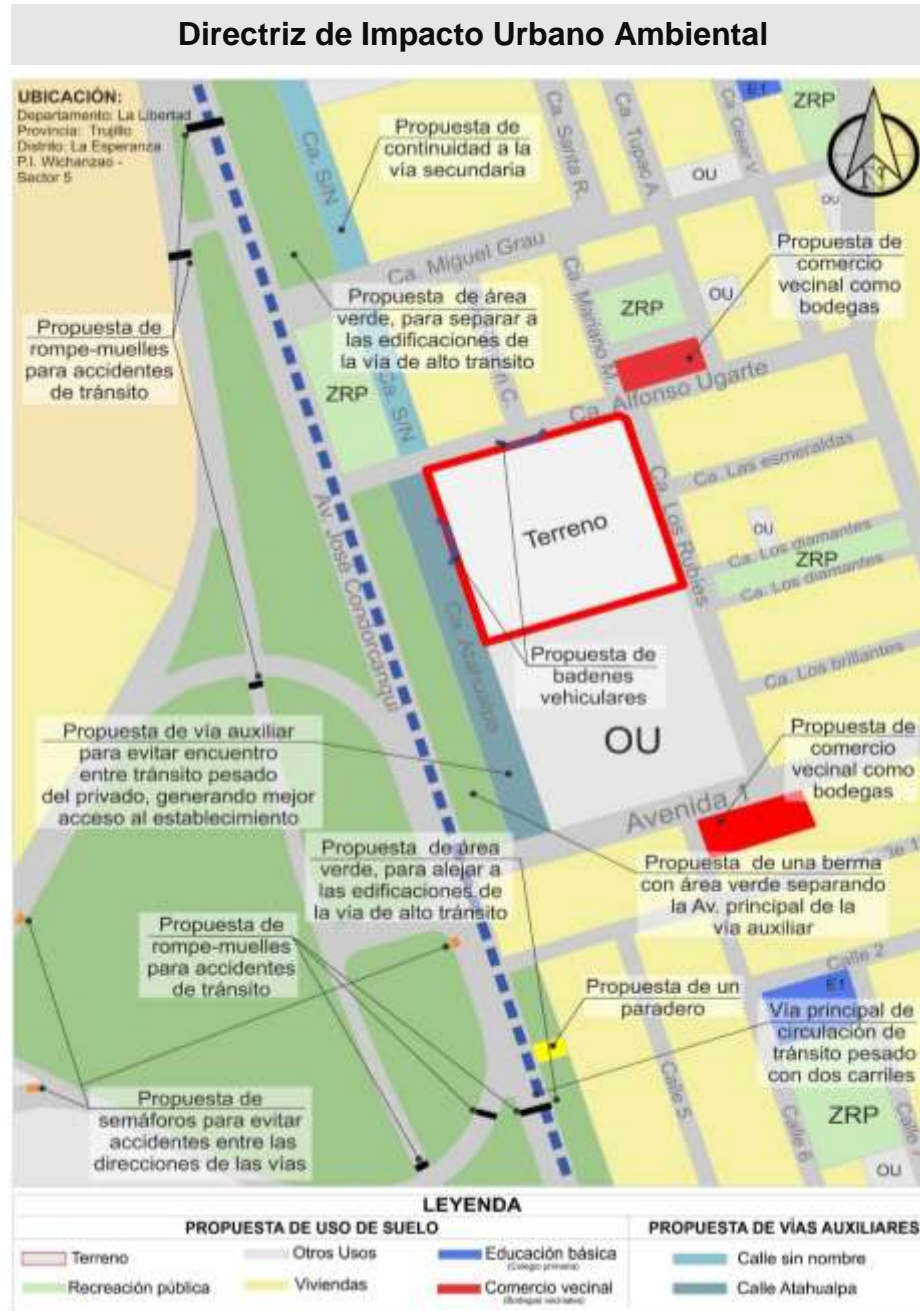 Directriz de Impacto Urbano Ambiental
UBICACIÓN:
Departamento: La Libertad
Provincia: Trujillo
Distrito: La Esperanza
P.I. Wichanzao -
Sector 5
Ca. S/N
Propuesta de
continuidad a la
vía secundaria
Ca. Santa R.
Ca. Tupac A.
Ca. Cesar V.
E1
ZRP
OU
OU
N
Ca. Miguel Grau
Propuesta de
comercio
vecinal como
bodegas
Propuesta de área
verde, para separar a
las edificaciones de
la vía de alto transito
Ca. Mariano M.
ZRP
OU
Propuesta de
rompe-muelles
para accidentes
de tránsito
ZRP
Ca. S/N
n C.
Ca. Alfonso Ugarte
Terreno
Ca. Las esmeraldas
Ca. Los Rubíes
OU
Ca. Los diamantes
ZRP
Ca. Los diamantes
Av. José Condorcanqui
Ca. Atahualpa
Propuesta de
badenes
vehiculares
Ca. Los brillantes
OU
Propuesta de vía auxiliar
para evitar encuentro
entre tránsito pesado
del privado, generando mejor
acceso al establecimiento
Propuesta de
comercio
vecinal como
bodegas
Avenida 1
Propuesta de área
verde, para alejar a
las edificaciones de
la vía de alto tránsito
Propuesta de una berma
con área verde separando
la Av. principal de la
vía auxiliar
Propuesta de
rompe-muelles
para accidentes
de tránsito
Calle 2
E1
Propuesta de un
paradero
Vía principal de
circulación de
tránsito pesado
con dos carriles
Calle 5
Calle 6
ZRP
OU
Propuesta de
semáforos para evitar
accidentes entre las
direcciones de las vías
LEYENDA
PROPUESTA DE USO DE SUELO
PROPUESTA DE VÍAS AUXILIARES
Terreno
Otros Usos
Educación básica
(Colegio primaria)
Calle sin nombre
Recreación pública
Viviendas
Comercio vecinal
(Bodegas vecinales)
Calle Atahualpa